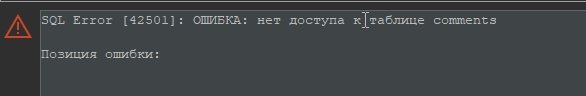 SQL Error [42501]: ОШИБКА: нет доступа к таблице comments
Позиция ошибки: